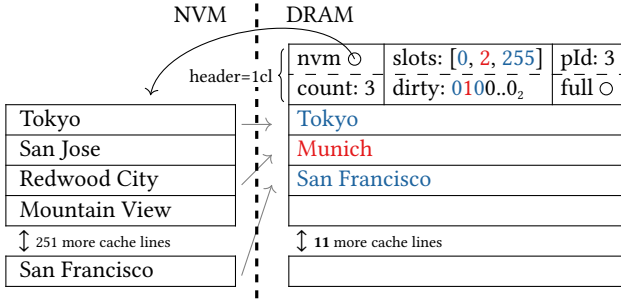 NVM DRAM
header=1cl
nvm slots: [0, 2, 255] pId: 3
count: 3 dirty: 0100..0₂ full
Tokyo
San Jose
Redwood City
Mountain View
251 more cache lines
San Francisco
Tokyo
Munich
San Francisco
11 more cache lines